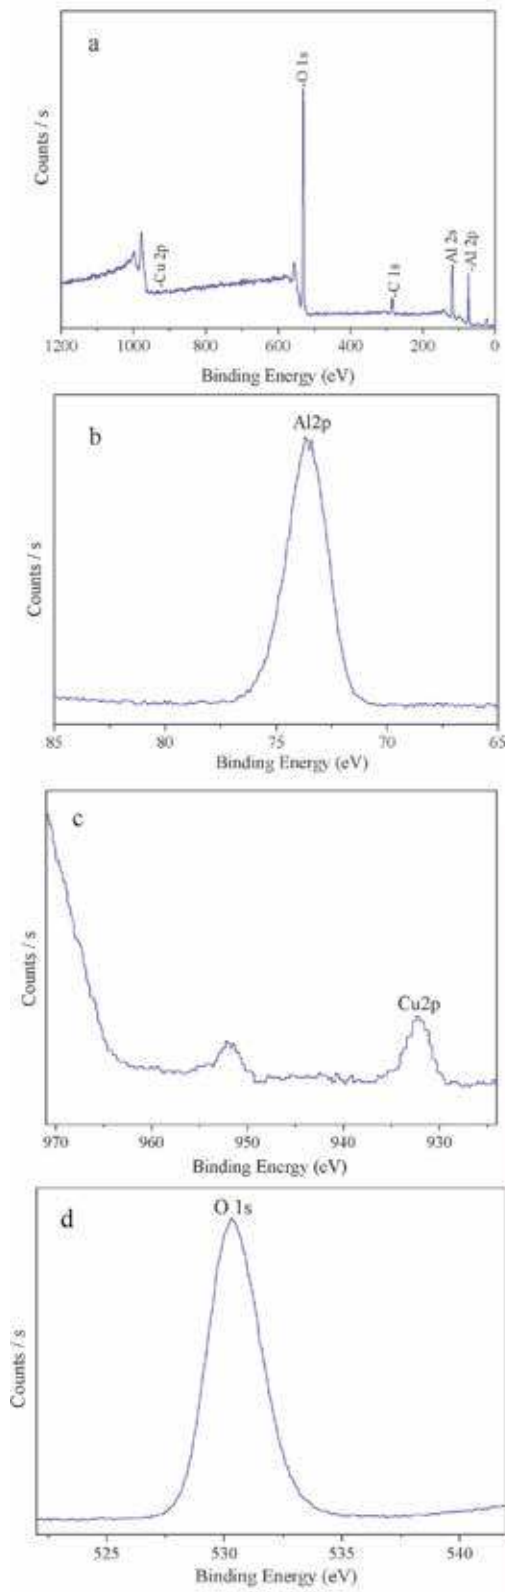 a
Counts / s
-Cu 2p
-O 1s
-C 1s
-Al 2s
-Al 2p
1200 1000 800 600 400 200 0
Binding Energy (eV)
b
Al2p
Counts / s
85 80 75 70 65
Binding Energy (eV)
c
Cu2p
Counts / s
970 960 950 940 930
Binding Energy (eV)
d
O 1s
Counts / s
525 530 535 540
Binding Energy (eV)